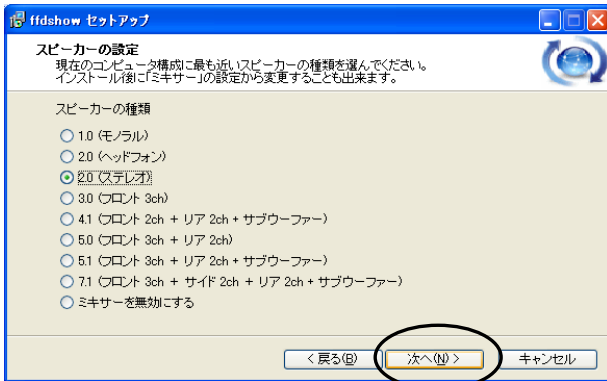 ffdshow セットアップ
スピーカーの設定
現在のコンピュータ構成に最も近いスピーカーの種類を選んでください。
インストール後に「ミキサー」の設定から変更することも出来ます。
スピーカーの種類
1.0 (モノラル)
2.0 (ヘッドフォン)
2.0 (ステレオ)
3.0 (フロント 3ch)
4.1 (フロント 2ch + リア 2ch + サブウーファー)
5.0 (フロント 3ch + リア 2ch)
5.1 (フロント 3ch + リア 2ch + サブウーファー)
7.1 (フロント 3ch + サイド 2ch + リア 2ch + サブウーファー)
ミキサーを無効にする
< 戻る(B) 次へ(N) > キャンセル